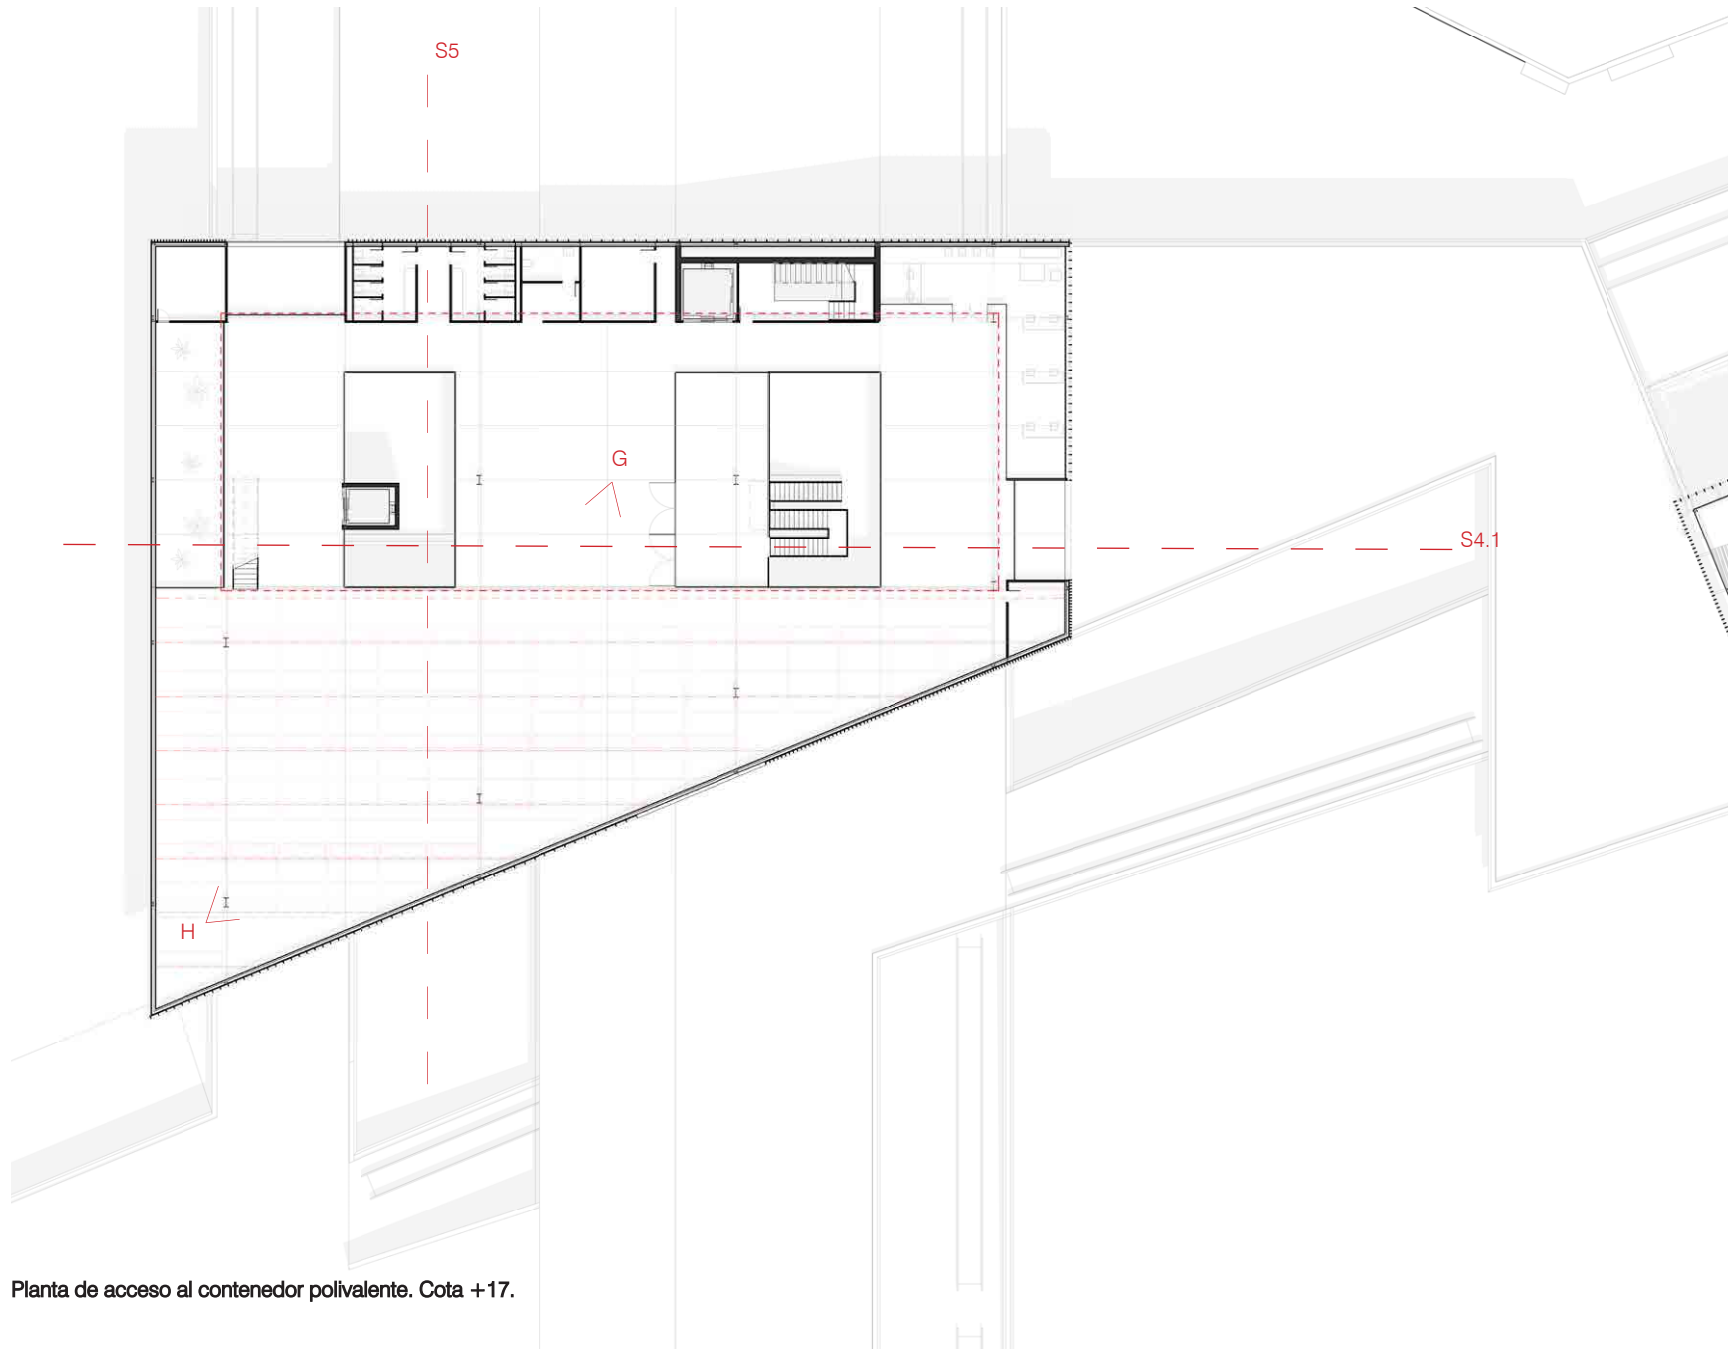 S5
G
S4.1
H
Planta de acceso al contenedor polivalente. Cota +17.